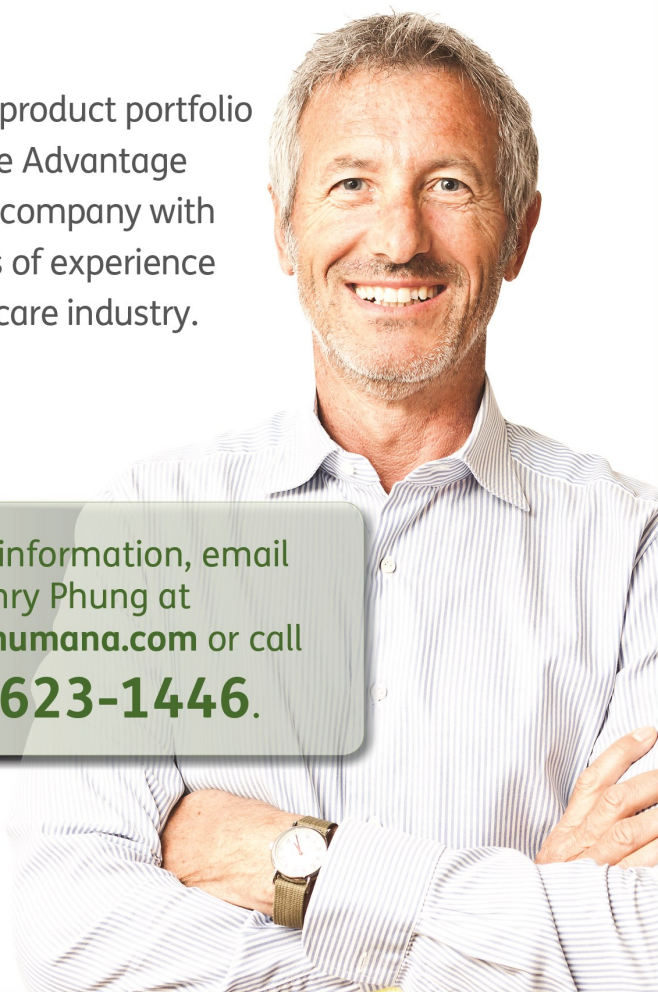 product portfolio
e Advantage
company with
s of experience
care industry.
information, email
nry Phung at
humana.com or call
623-1446.